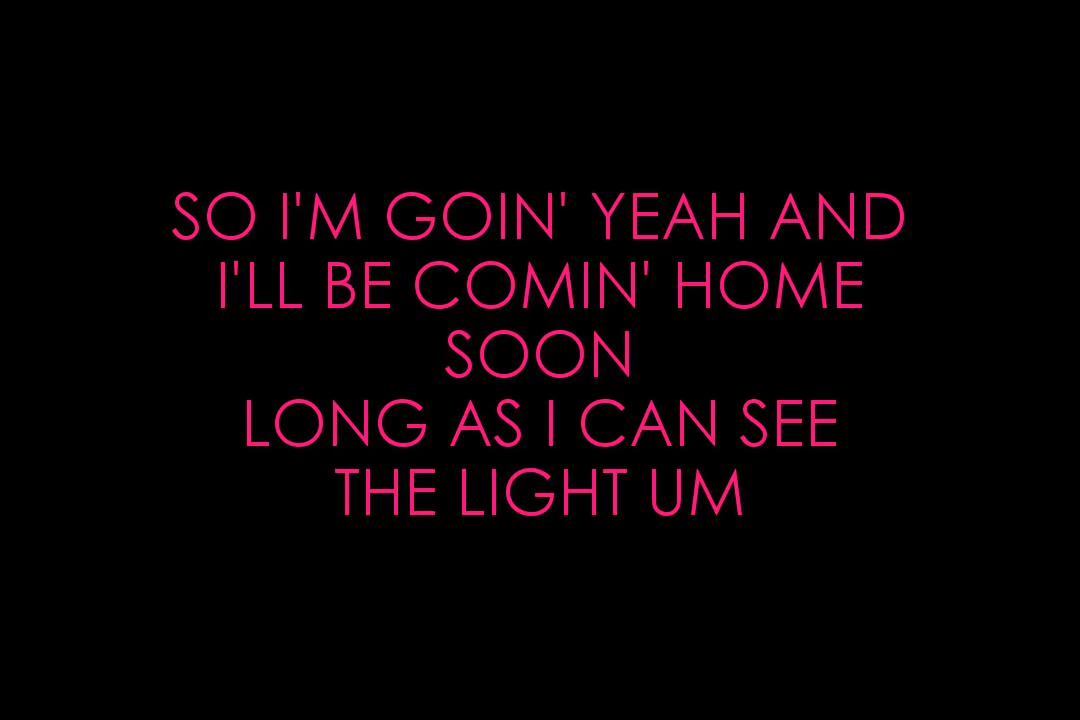 SO I'M GOIN' YEAH AND
I'LL BE COMIN' HOME
SOON
LONG AS I CAN SEE
THE LIGHT UM